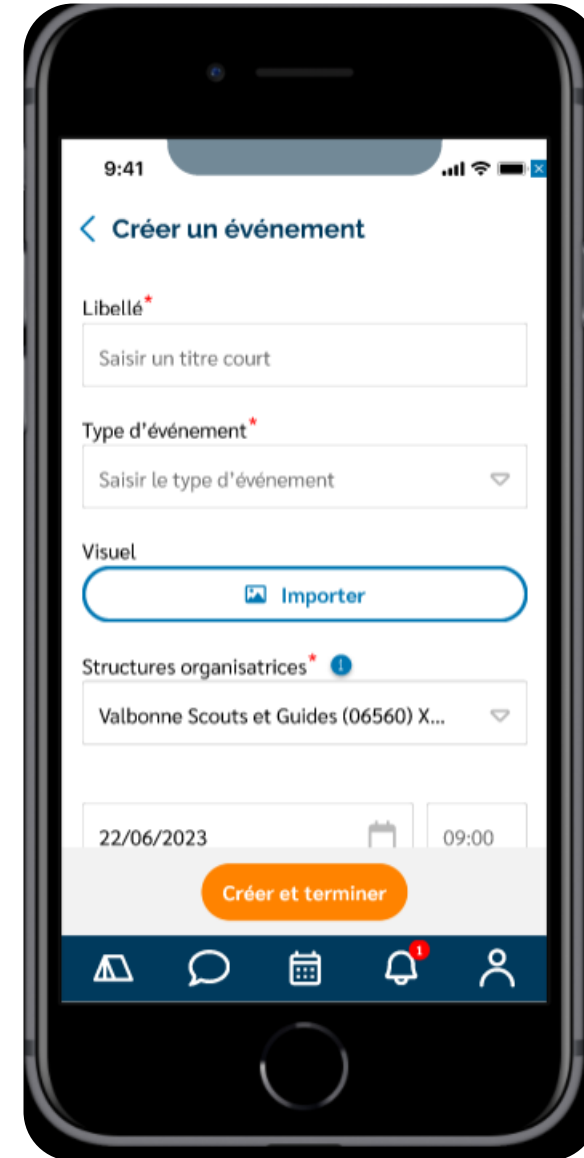 9:41
Créer un événement
Libellé*
Saisir un titre court
Type d'événement*
Saisir le type d'événement
Visuel
Importer
Structures organisatrices*
Valbonne Scouts et Guides (06560) X...
22/06/2023 09:00
Créer et terminer
1